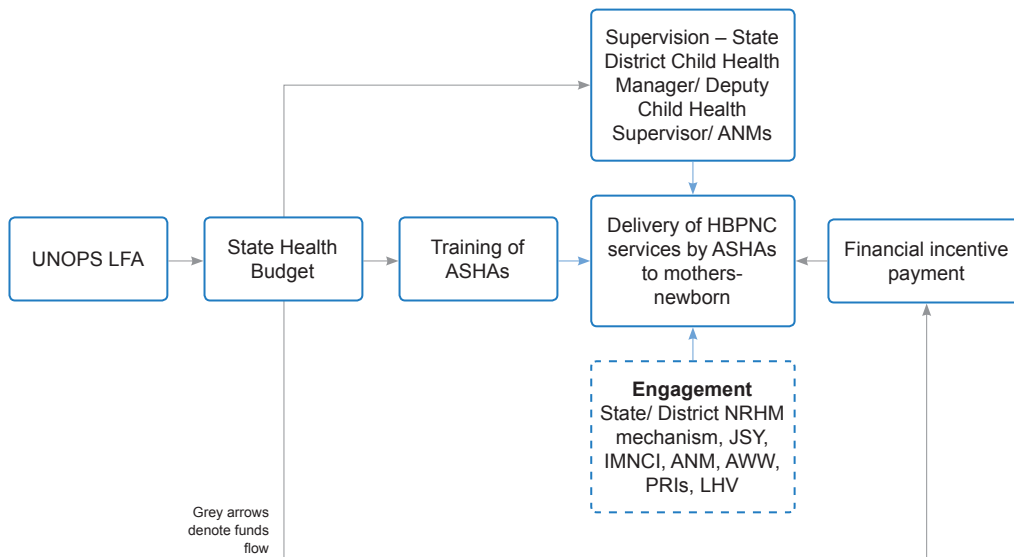 Supervision – State
District Child Health
Manager/ Deputy
Child Health
Supervisor/ ANMs
UNOPS LFA
State Health
Budget
Training of
ASHAs
Delivery of HBPNC
services by ASHAs
to mothers-
newborn
Financial incentive
payment
Engagement
State/ District NRHM
mechanism, JSY,
IMNCI, ANM, AWW,
PRIs, LHV
Grey arrows
denote funds
flow